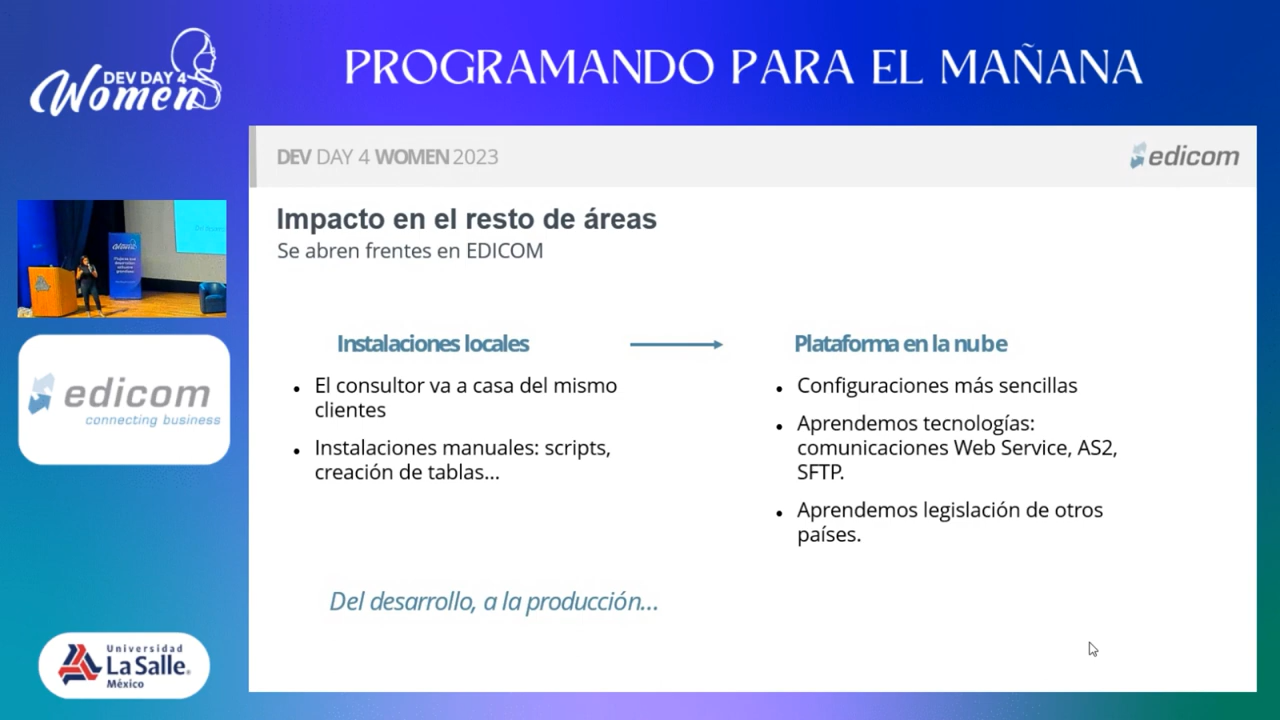 DEV DAY 4
Women
PROGRAMANDO PARA EL MAÑANA
DEV DAY 4 WOMEN 2023
edicom
Impacto en el resto de áreas
Se abren frentes en EDICOM
Instalaciones locales
El consultor va a casa del mismo
clientes
Instalaciones manuales: scripts,
creación de tablas...
Plataforma en la nube
Configuraciones más sencillas
Aprendemos tecnologías:
comunicaciones Web Service, AS2,
SFTP.
Aprendemos legislación de otros
países.
Del desarrollo, a la producción...
edicom
connecting business
Universidad
La Salle®
México